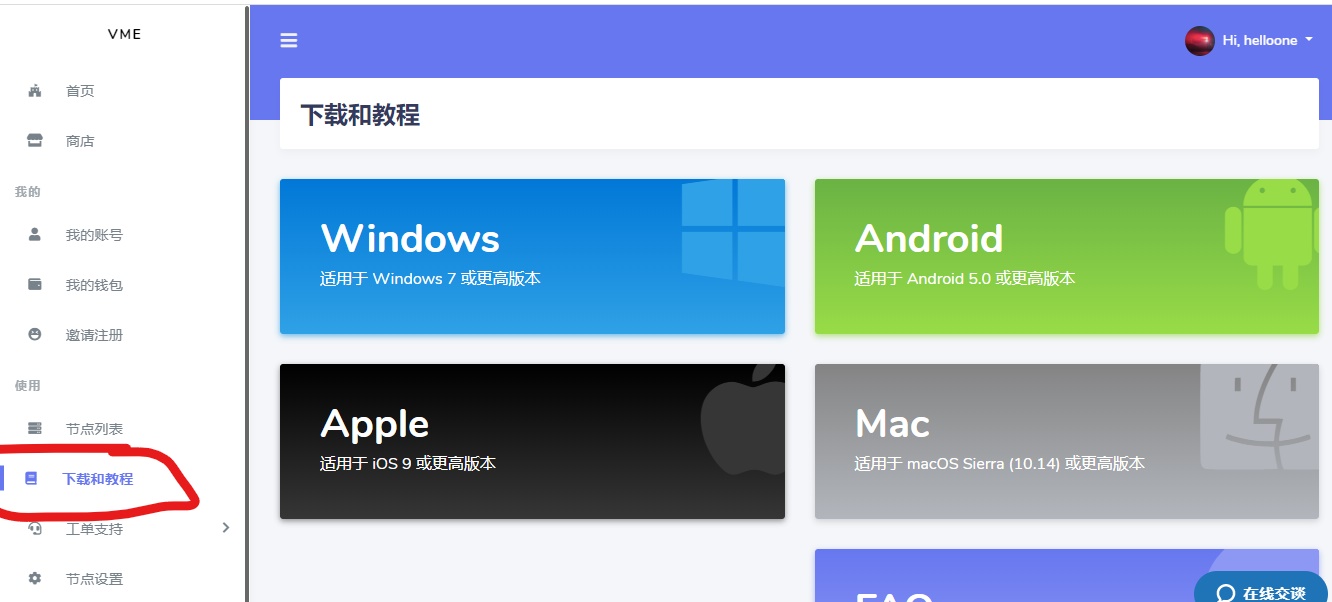 VME
首页
商店
我的
我的账号
我的钱包
邀请注册
使用
节点列表
下载和教程
工单支持
节点设置
Hi, helloone
下载和教程
Windows
适用于 Windows 7 或更高版本
Android
适用于 Android 5.0 或更高版本
Apple
适用于 iOS 9 或更高版本
Mac
适用于 macOS Sierra (10.14) 或更高版本
FAQ
在线交谈